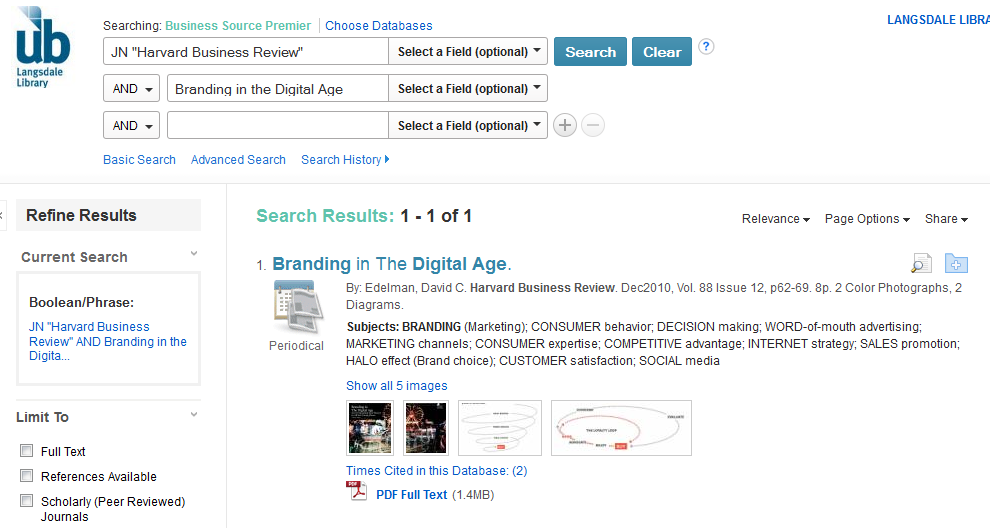 ub
Langsdale
Library
Searching: Business Source Premier | Choose Databases
LANGSDALE LIBRA
JN "Harvard Business Review"
Select a Field (optional)
Search
Clear
?
AND
Branding in the Digital Age
Select a Field (optional)
AND
Select a Field (optional)
Basic Search
Advanced Search
Search History
Refine Results
Current Search
Boolean/Phrase:
JN "Harvard Business
Review" AND Branding in the
Digita...
Limit To
Full Text
References Available
Scholarly (Peer Reviewed)
Journals
Search Results: 1 - 1 of 1
Relevance
Page Options
Share
1. Branding in The Digital Age.
Periodical
By: Edelman, David C. Harvard Business Review. Dec2010, Vol. 88 Issue 12, p62-69. 8p. 2 Color Photographs, 2
Diagrams.
Subjects: BRANDING (Marketing); CONSUMER behavior; DECISION making; WORD-of-mouth advertising;
MARKETING channels; CONSUMER expertise; COMPETITIVE advantage; INTERNET strategy; SALES promotion;
HALO effect (Brand choice); CUSTOMER satisfaction; SOCIAL media
Show all 5 images
Branding in
The Digital Age
THE LOYALTY LOOP
BUY
Times Cited in this Database: (2)
PDF
PDF Full Text (1.4MB)